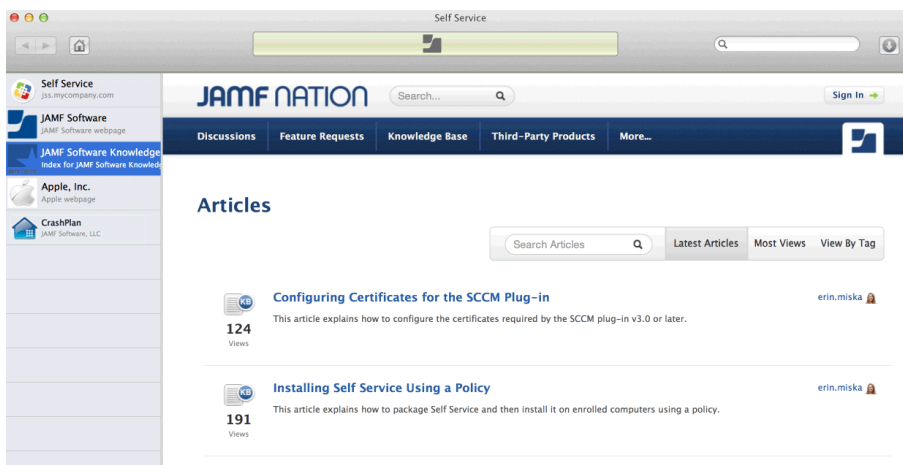 Self Service
Self Service
jss.mycompany.com
JAMF Software
JAMF Software webpage
JAMF Software Knowledge
Index for JAMF Software Knowled
Apple, Inc.
Apple webpage
CrashPlan
JAMF Software, LLC
JAMF NATION
Search...
Sign In
Discussions
Feature Requests
Knowledge Base
Third-Party Products
More...
Articles
Search Articles
Latest Articles
Most Views
View By Tag
KB
Configuring Certificates for the SCCM Plug-in
erin.miska
This article explains how to configure the certificates required by the SCCM plug-in v3.0 or later.
124
Views
KB
Installing Self Service Using a Policy
erin.miska
This article explains how to package Self Service and then install it on enrolled computers using a policy.
191
Views